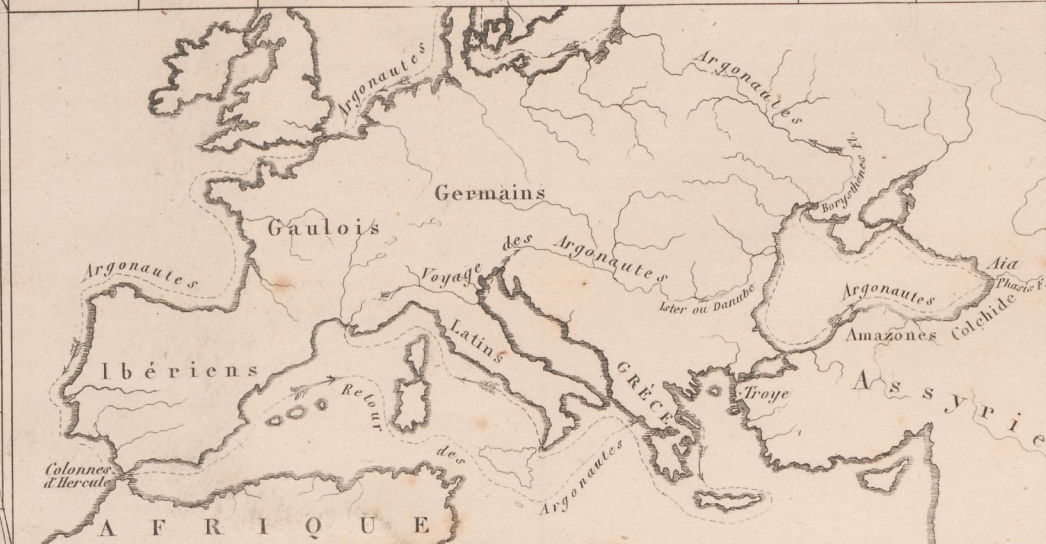 Argonautes
Argonautes
Germains
Borysthènes Fl.
Gaulois
Voyage des Argonautes
Argonautes
Ister ou Danube
Aia
Phasis F
Argonautes
Colchide
Amazones
Latins
Ibériens
Retour des Argonautes
GRÈCE
Troye
Assyrie
Colonnes
d'Hercule
AFRIQUE